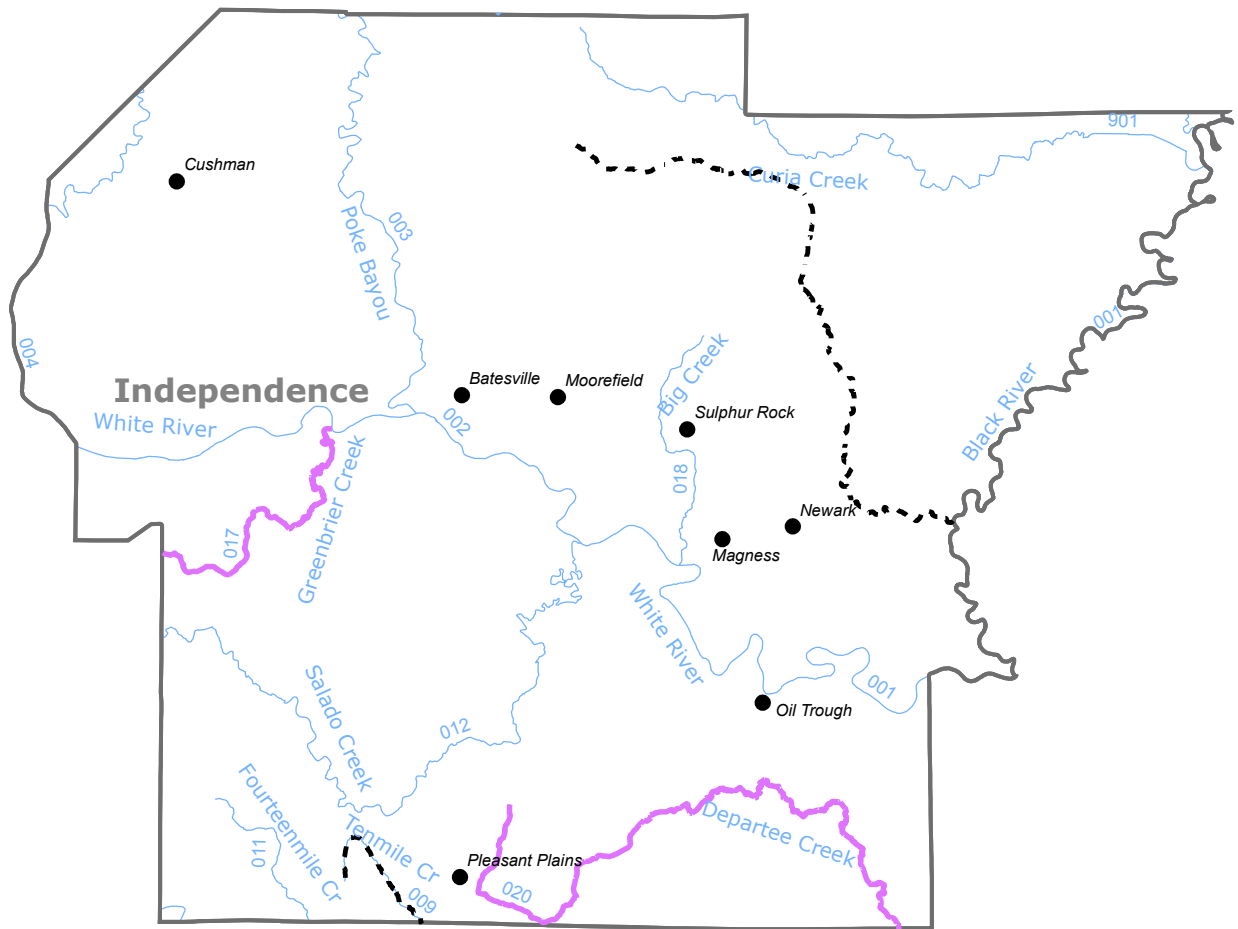 901
Cushman
Curia Creek
003
Poke Bayou
001
004
Independence
Batesville
Moorefield
Big Creek
Sulphur Rock
White River
002
Black River
Greenbrier Creek
018
017
Newark
Magness
White River
Salado Creek
001
Oil Trough
012
Fourteenmile Cr
Departee Creek
Tenmile Cr
011
Pleasant Plains
020
009